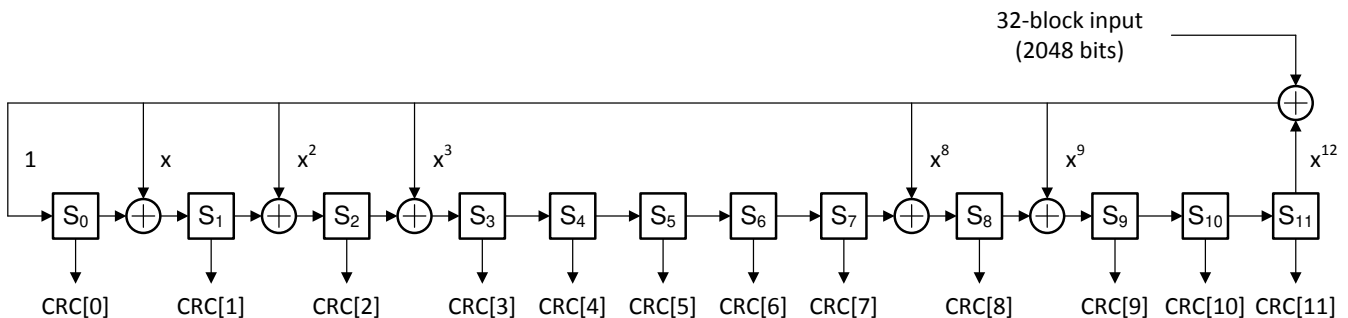 32-block input
(2048 bits)
1 x x² x³ x⁸ x⁹ x¹²
S₀ S₁ S₂ S₃ S₄ S₅ S₆ S₇ S₈ S₉ S₁₀ S₁₁
CRC[0] CRC[1] CRC[2] CRC[3] CRC[4] CRC[5] CRC[6] CRC[7] CRC[8] CRC[9] CRC[10] CRC[11]